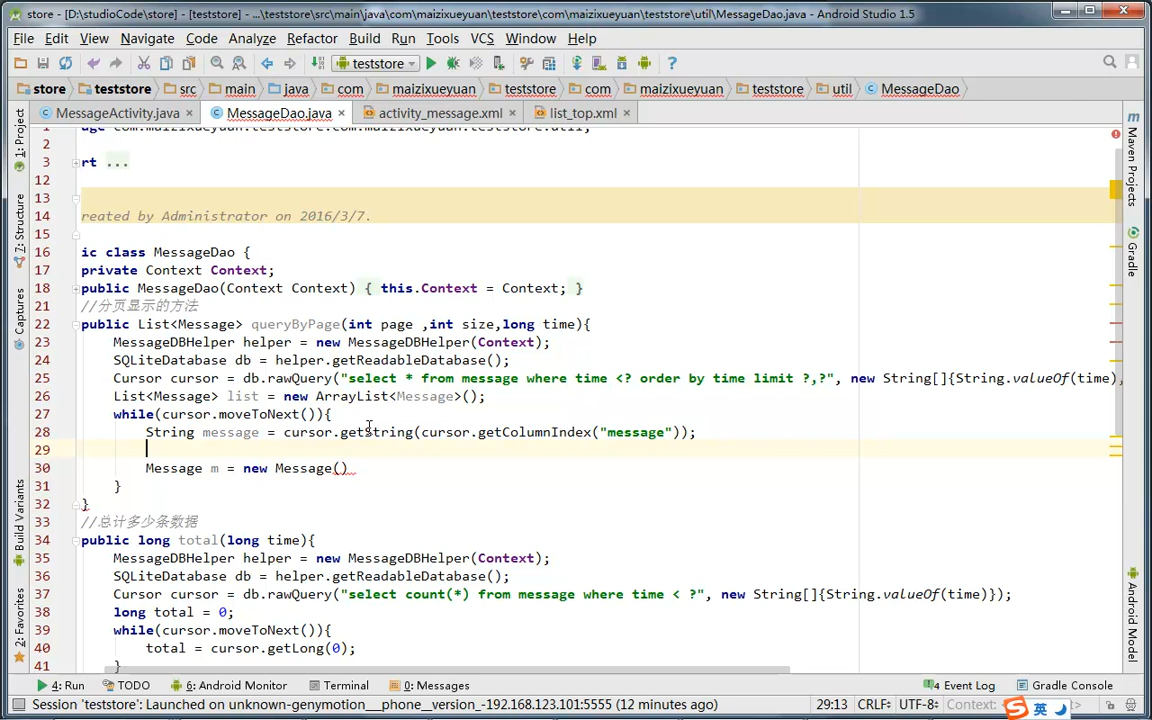 store - [D:\studioCode\store] - [teststore] - ...\teststore\src\main\java\com\maizixueyuan\teststore\com\maizixueyuan\teststore\util\MessageDao.java - Android Studio 1.5
File Edit View Navigate Code Analyze Refactor Build Run Tools VCS Window Help
teststore
store teststore src main java com maizixueyuan teststore com maizixueyuan teststore util MessageDao
MessageActivity.java MessageDao.java activity_message.xml list_top.xml
1 age com.maizixueyuan.teststore.com.maizixueyuan.teststore.util;
2
3 rt ...
12
13
14 reated by Administrator on 2016/3/7.
15
16 ic class MessageDao {
17 private Context Context;
18 public MessageDao(Context Context) { this.Context = Context; }
21 //分页显示的方法
22 public List<Message> queryByPage(int page ,int size,long time){
23 MessageDBHelper helper = new MessageDBHelper(Context);
24 SQLiteDatabase db = helper.getReadableDatabase();
25 Cursor cursor = db.rawQuery("select * from message where time <? order by time limit ?,?", new String[]{String.valueOf(time),
26 List<Message> list = new ArrayList<Message>();
27 while(cursor.moveToNext()){
28 String message = cursor.getString(cursor.getColumnIndex("message"));
29
30 Message m = new Message()
31 }
32 }
33 //总计多少条数据
34 public long total(long time){
35 MessageDBHelper helper = new MessageDBHelper(Context);
36 SQLiteDatabase db = helper.getReadableDatabase();
37 Cursor cursor = db.rawQuery("select count(*) from message where time < ?", new String[]{String.valueOf(time)});
38 long total = 0;
39 while(cursor.moveToNext()){
40 total = cursor.getLong(0);
41 }
1: Project
7: Structure
Captures
Build Variants
2: Favorites
Maven Projects
Gradle
Android Model
4: Run TODO 6: Android Monitor Terminal 0: Messages 4 Event Log Gradle Console
Session 'teststore': Launched on unknown-genymotion___phone__version_-192.168.123.101:5555 (12 minutes ago) 29:13 CRLF UTF-8 Context: S 英